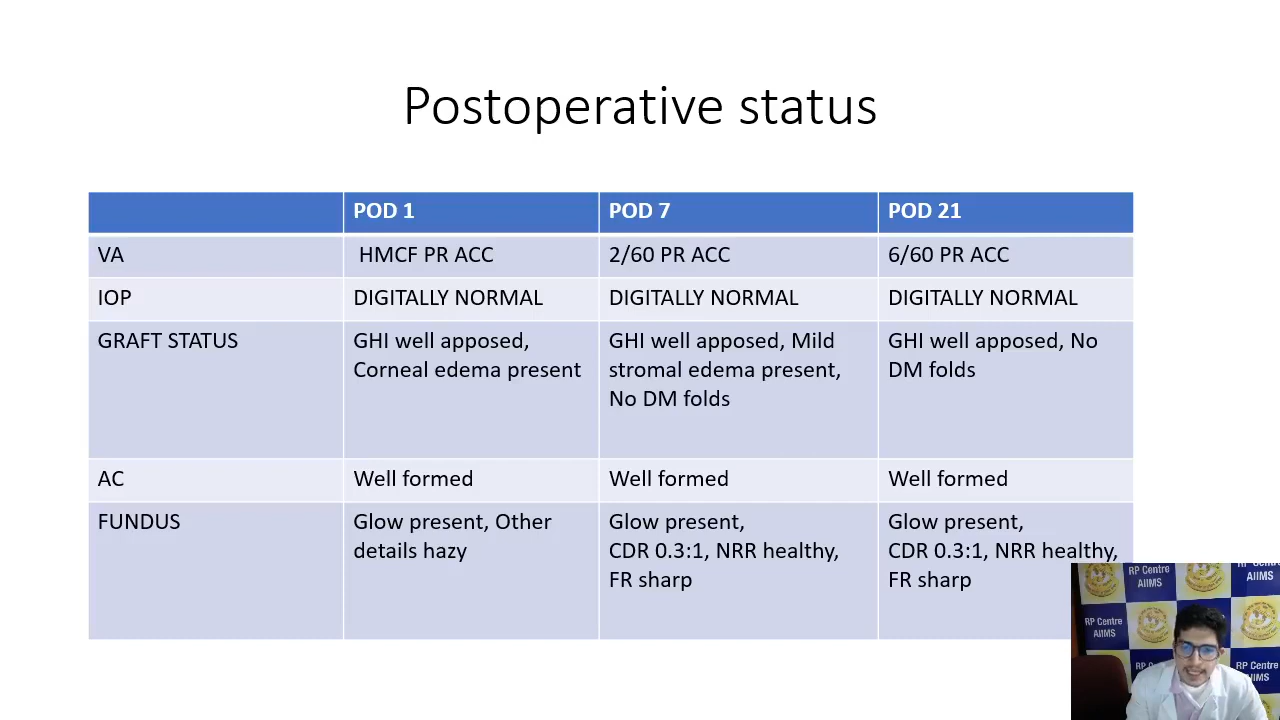 Postoperative status
POD 1
POD 7
POD 21
VA
HMCF PR ACC
2/60 PR ACC
6/60 PR ACC
IOP
DIGITALLY NORMAL
DIGITALLY NORMAL
DIGITALLY NORMAL
GRAFT STATUS
GHI well apposed,
Corneal edema present
GHI well apposed, Mild
stromal edema present,
No DM folds
GHI well apposed, No
DM folds
AC
Well formed
Well formed
Well formed
FUNDUS
Glow present, Other
details hazy
Glow present,
CDR 0.3:1, NRR healthy,
FR sharp
Glow present,
CDR 0.3:1, NRR healthy,
FR sharp
RP Centre
AIIMS
RP Centre
AIIMS
RP Centre
AIIMS
RP Centre
AIIMS